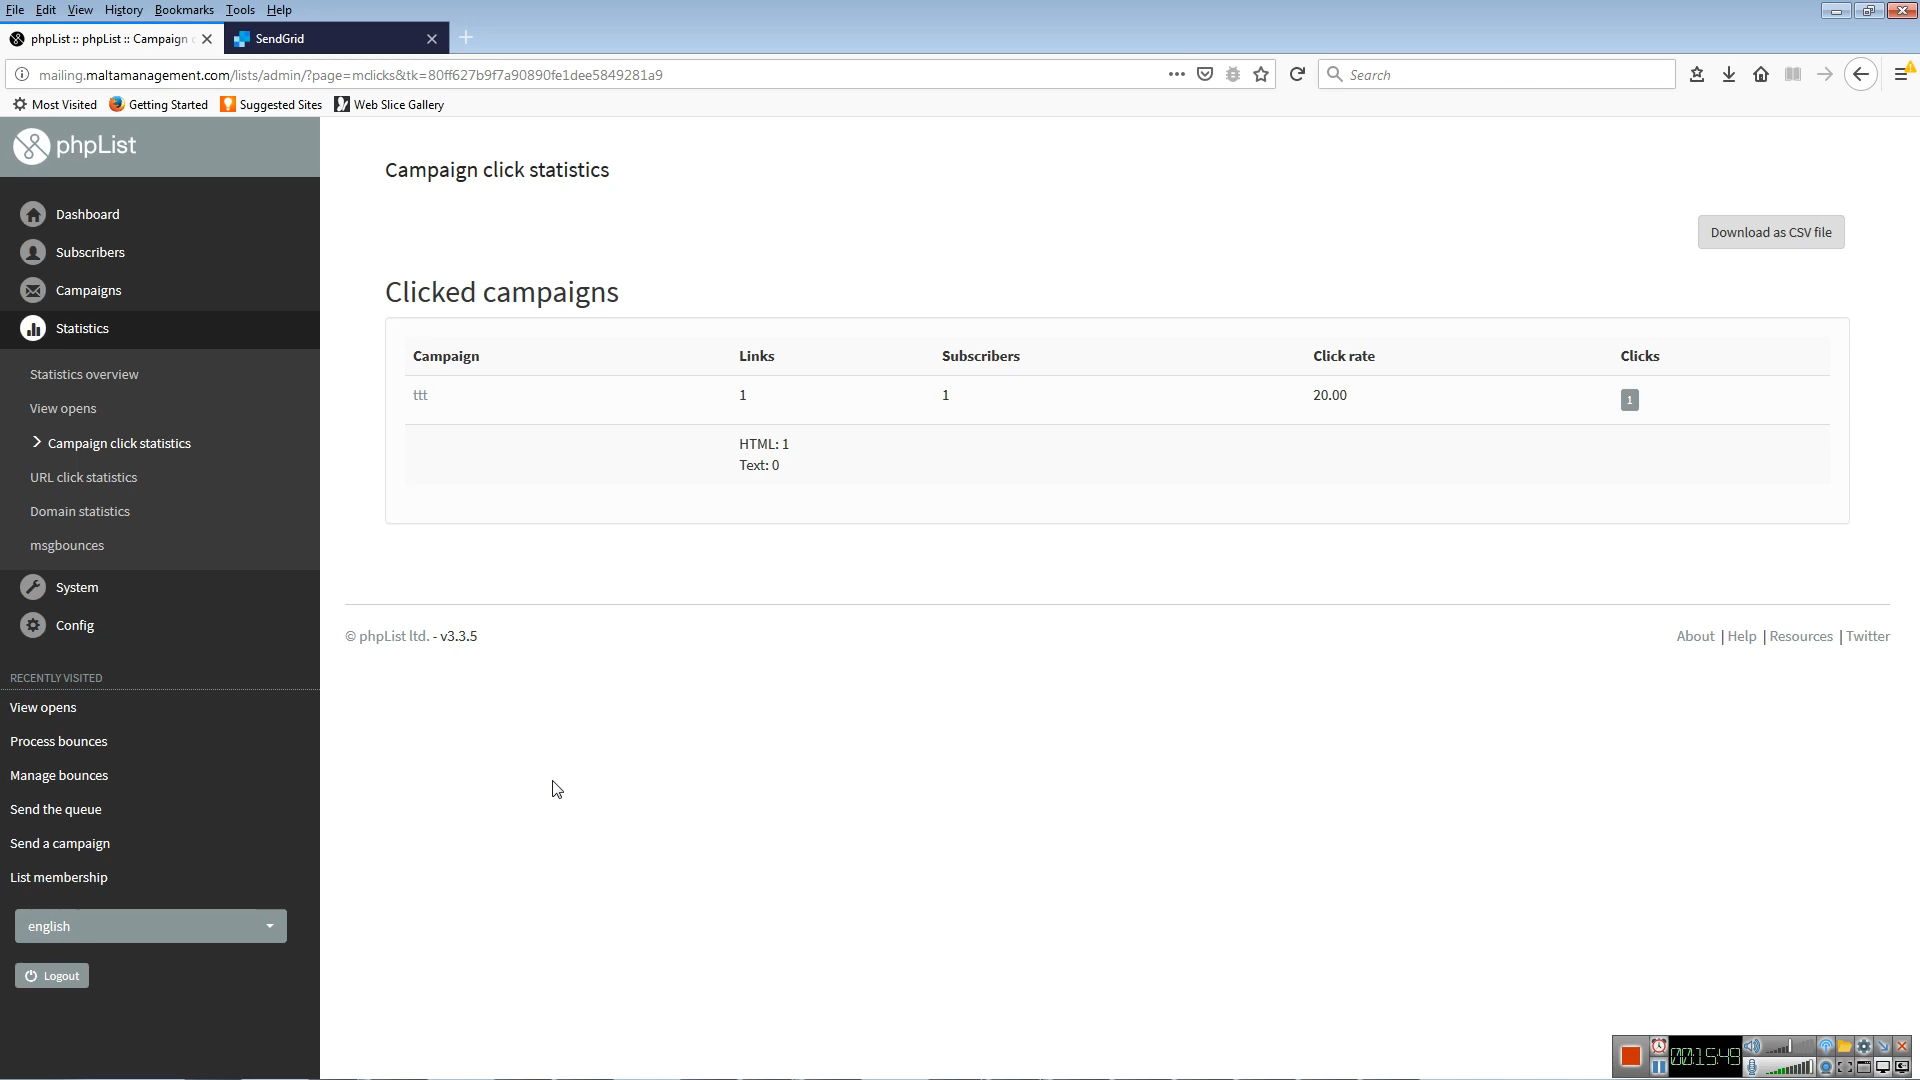 File Edit View History Bookmarks Tools Help
phpList :: phpList :: Campaign
SendGrid
mailing.maltamanagement.com/lists/admin/?page=mclicks&tk=80ff627b9f7a90890fe1dee5849281a9
Search
Most Visited Getting Started Suggested Sites Web Slice Gallery
phpList
Dashboard
Subscribers
Campaigns
Statistics
Statistics overview
View opens
Campaign click statistics
URL click statistics
Domain statistics
msgbounces
System
Config
RECENTLY VISITED
View opens
Process bounces
Manage bounces
Send the queue
Send a campaign
List membership
english
Logout
Campaign click statistics
Download as CSV file
Clicked campaigns
Campaign Links Subscribers Click rate Clicks
ttt 1 1 20.00 1
HTML: 1
Text: 0
© phpList ltd. - v3.3.5
About | Help | Resources | Twitter
00:15:49